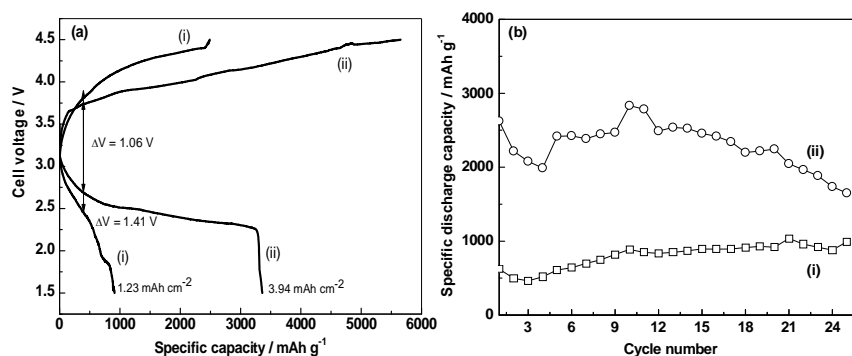 (a)
(i)
(ii)
ΔV = 1.06 V
ΔV = 1.41 V
(i)
(ii)
1.23 mAh cm-2
3.94 mAh cm-2
4.5
4.0
3.5
3.0
2.5
2.0
1.5
Cell voltage / V
0 1000 2000 3000 4000 5000 6000
Specific capacity / mAh g-1
(b)
4000
3000
2000
1000
0
Specific discharge capacity / mAh g-1
(ii)
(i)
3 6 9 12 15 18 21 24
Cycle number